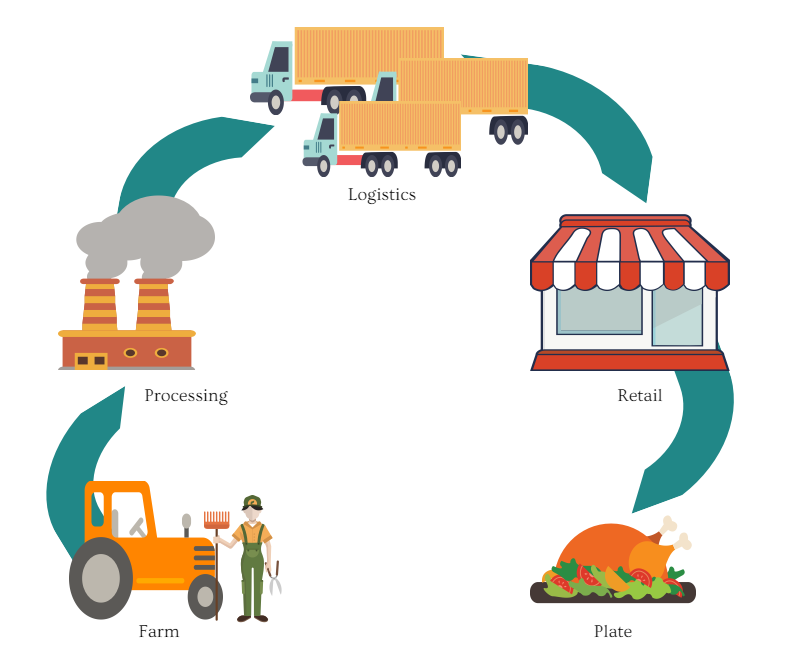 Logistics
Processing
Retail
Farm
Plate